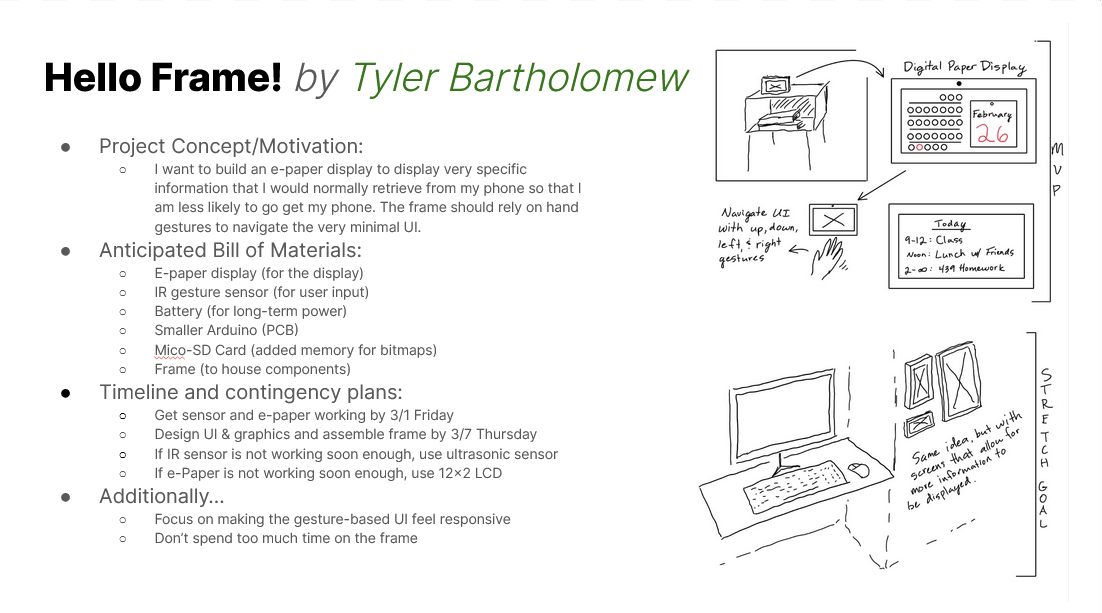 Hello Frame! by Tyler Bartholomew
Project Concept/Motivation:
I want to build an e-paper display to display very specific
information that I would normally retrieve from my phone so that I
am less likely to go get my phone. The frame should rely on hand
gestures to navigate the very minimal UI.
Anticipated Bill of Materials:
E-paper display (for the display)
IR gesture sensor (for user input)
Battery (for long-term power)
Smaller Arduino (PCB)
Mico-SD Card (added memory for bitmaps)
Frame (to house components)
Timeline and contingency plans:
Get sensor and e-paper working by 3/1 Friday
Design UI & graphics and assemble frame by 3/7 Thursday
If IR sensor is not working soon enough, use ultrasonic sensor
If e-Paper is not working soon enough, use 12×2 LCD
Additionally...
Focus on making the gesture-based UI feel responsive
Don't spend too much time on the frame
Digital Paper Display
February
26
MVP
Navigate UI
with up, down,
left, & right
gestures
Today
9-12: Class
Noon: Lunch w/ Friends
2-∞: 439 Homework
Same idea, but with
screens that allow for
more information to
be displayed.
STRETCH GOAL